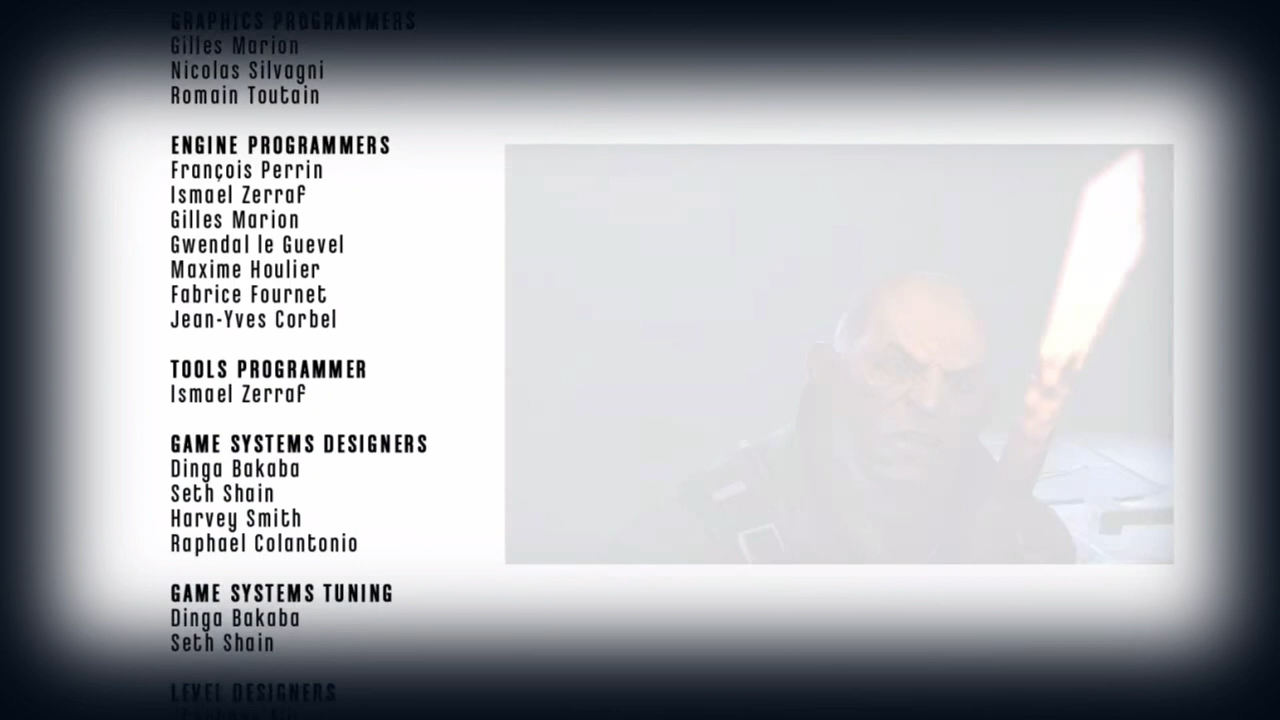 GRAPHICS PROGRAMMERS
Gilles Marion
Nicolas Silvagni
Romain Toutain
ENGINE PROGRAMMERS
François Perrin
Ismael Zerraf
Gilles Marion
Gwendal le Guevel
Maxime Houlier
Fabrice Fournet
Jean-Yves Corbel
TOOLS PROGRAMMER
Ismael Zerraf
GAME SYSTEMS DESIGNERS
Dinga Bakaba
Seth Shain
Harvey Smith
Raphael Colantonio
GAME SYSTEMS TUNING
Dinga Bakaba
Seth Shain
LEVEL DESIGNERS